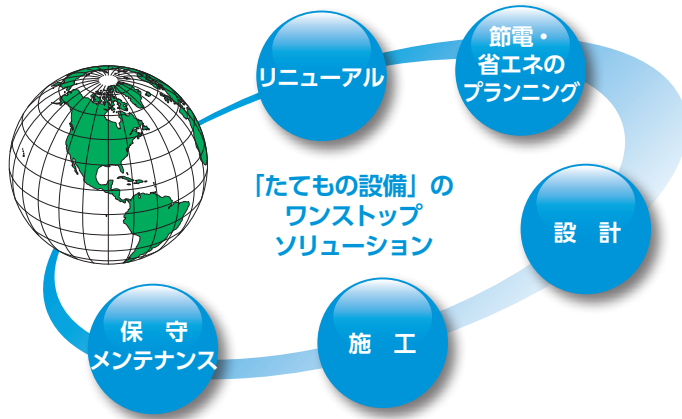 リニューアル
節電・
省エネの
プランニング
「たてもの設備」の
ワンストップ
ソリューション
設　計
施　工
保　守
メンテナンス